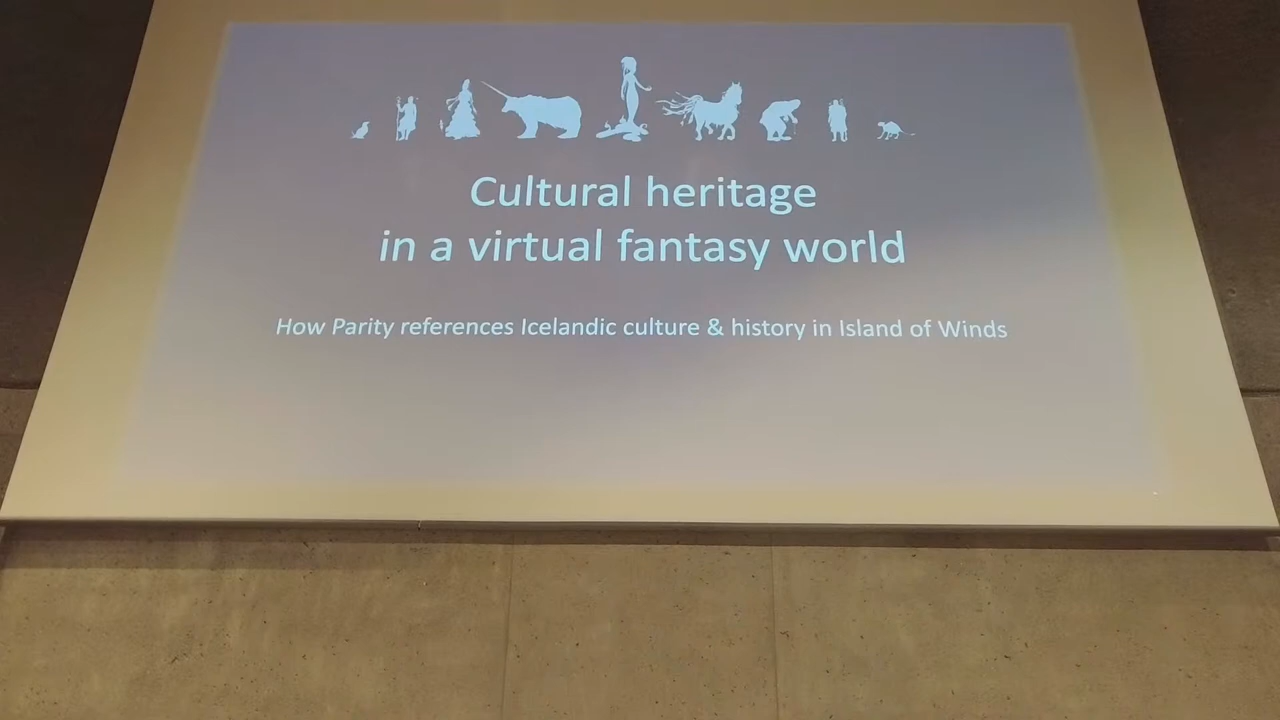 Cultural heritage
in a virtual fantasy world
How Parity references Icelandic culture & history in Island of Winds